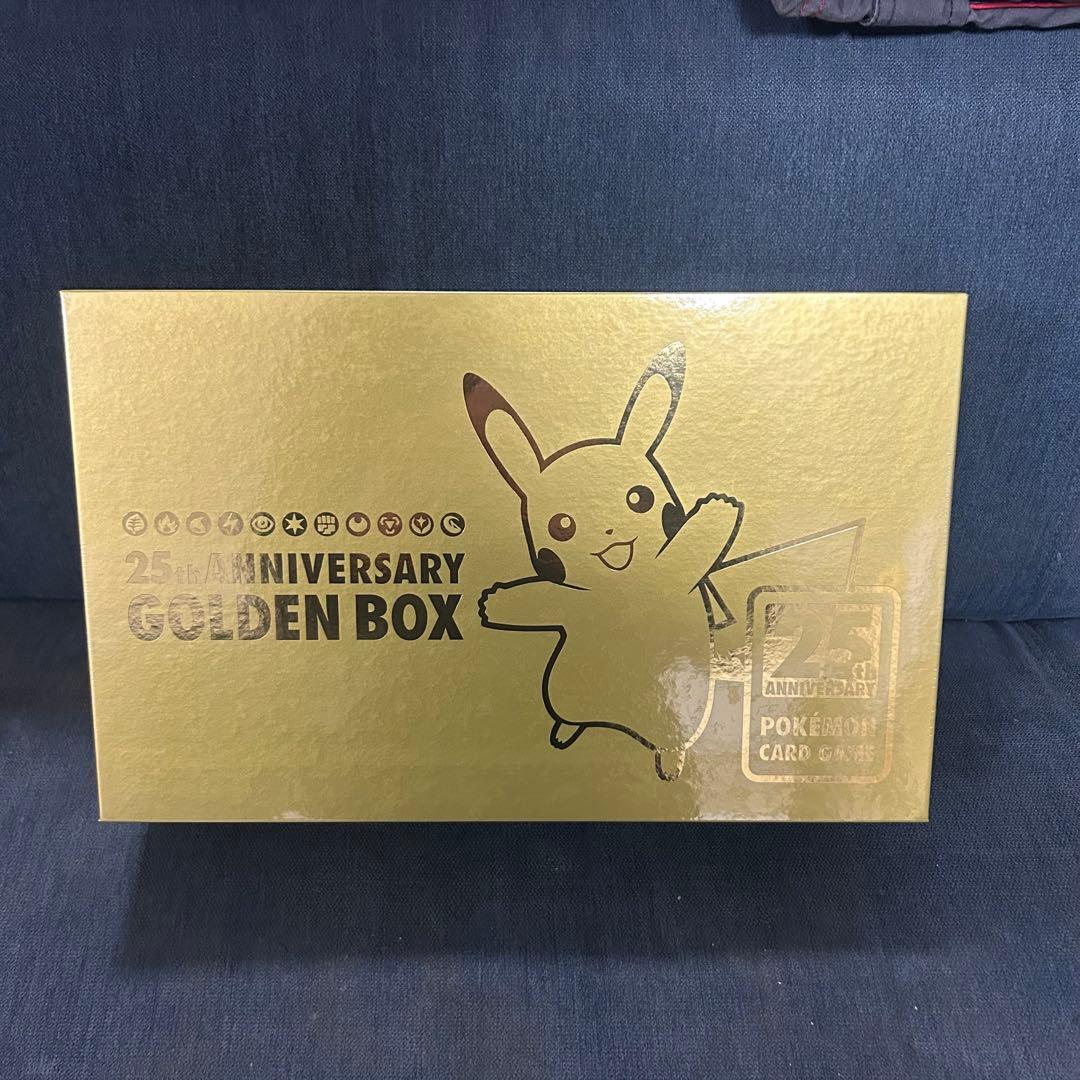 25th ANNIVERSARY
GOLDEN BOX
25th
ANNIVERSARY
POKÉMON
CARD GAME